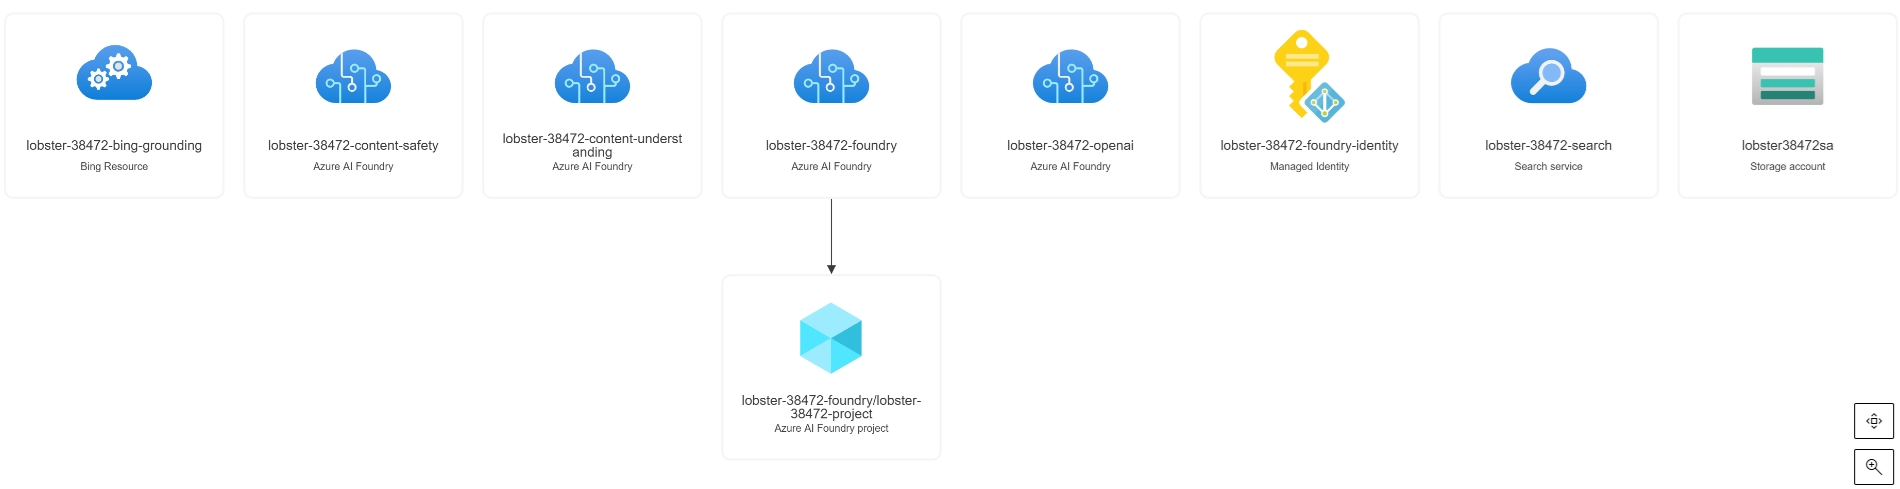 lobster-38472-bing-grounding
Bing Resource
lobster-38472-content-safety
Azure AI Foundry
lobster-38472-content-underst
anding
Azure AI Foundry
lobster-38472-foundry
Azure AI Foundry
lobster-38472-openai
Azure AI Foundry
lobster-38472-foundry-identity
Managed Identity
lobster-38472-search
Search service
lobster38472sa
Storage account
lobster-38472-foundry/lobster-
38472-project
Azure AI Foundry project